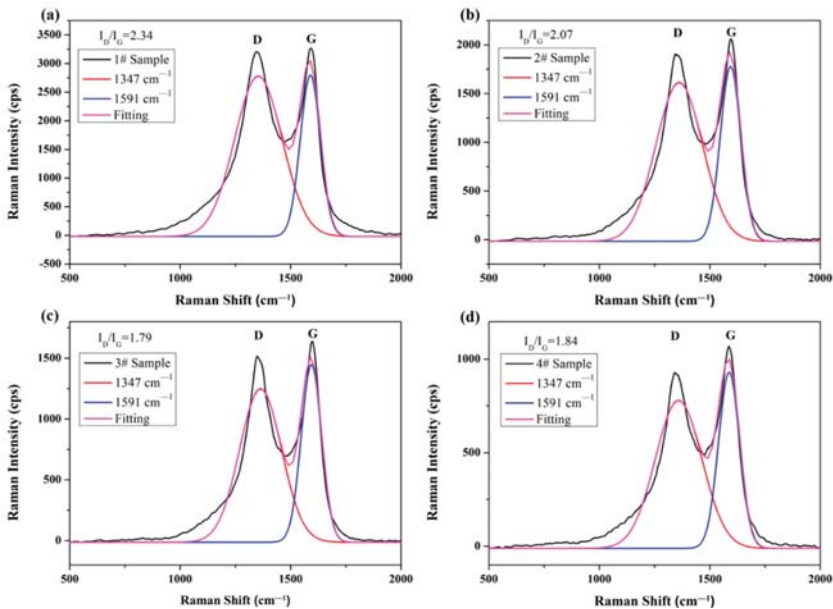 (a)
I_D/I_G=2.34
D
G
1# Sample
1347 cm⁻¹
1591 cm⁻¹
Fitting
Raman Intensity (cps)
3500
3000
2500
2000
1500
1000
500
0
-500
500
1000
1500
2000
Raman Shift (cm⁻¹)
(b)
I_D/I_G=2.07
D
G
2# Sample
1347 cm⁻¹
1591 cm⁻¹
Fitting
Raman Intensity (cps)
2000
1500
1000
500
0
500
1000
1500
2000
Raman Shift (cm⁻¹)
(c)
I_D/I_G=1.79
D
G
3# Sample
1347 cm⁻¹
1591 cm⁻¹
Fitting
Raman Intensity (cps)
1500
1000
500
0
500
1000
1500
2000
Raman Shift (cm⁻¹)
(d)
I_D/I_G=1.84
D
G
4# Sample
1347 cm⁻¹
1591 cm⁻¹
Fitting
Raman Intensity (cps)
1000
500
0
500
1000
1500
2000
Raman Shift (cm⁻¹)